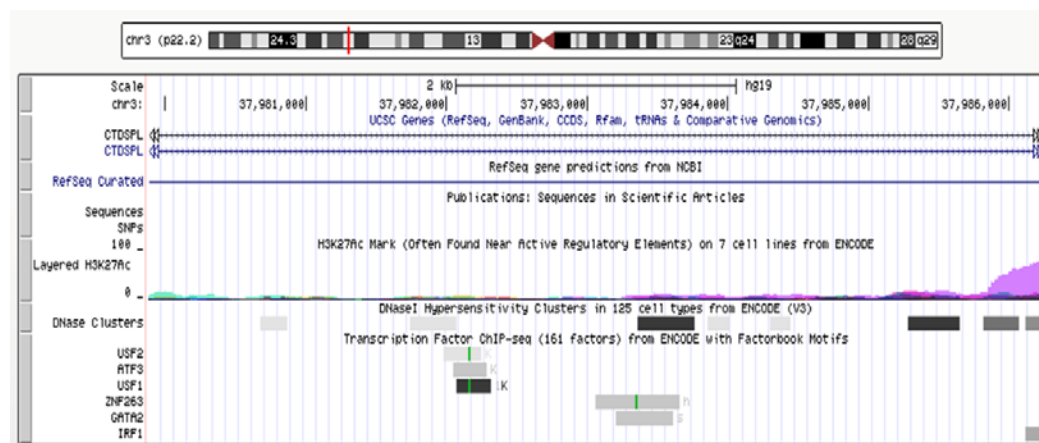 chr3 (p22.2) 24.3 13 23 q24 28 q29
Scale 2 kb hg19
chr3: 37,981,000 37,982,000 37,983,000 37,984,000 37,985,000 37,986,000
UCSC Genes (RefSeq, GenBank, CCDS, Rfam, tRNAs & Comparative Genomics)
CTDSPL
CTDSPL
RefSeq gene predictions from NCBI
RefSeq Curated
Publications: Sequences in Scientific Articles
Sequences
SNPs
H3K27Ac Mark (Often Found Near Active Regulatory Elements) on 7 cell lines from ENCODE
100 _
Layered H3K27Ac
0 _
DNaseI Hypersensitivity Clusters in 125 cell types from ENCODE (V3)
DNase Clusters
Transcription Factor ChIP-seq (161 factors) from ENCODE with Factorbook Motifs
USF2 K
ATF3 K
USF1 K
ZNF263 h
GATA2 s
IRF1